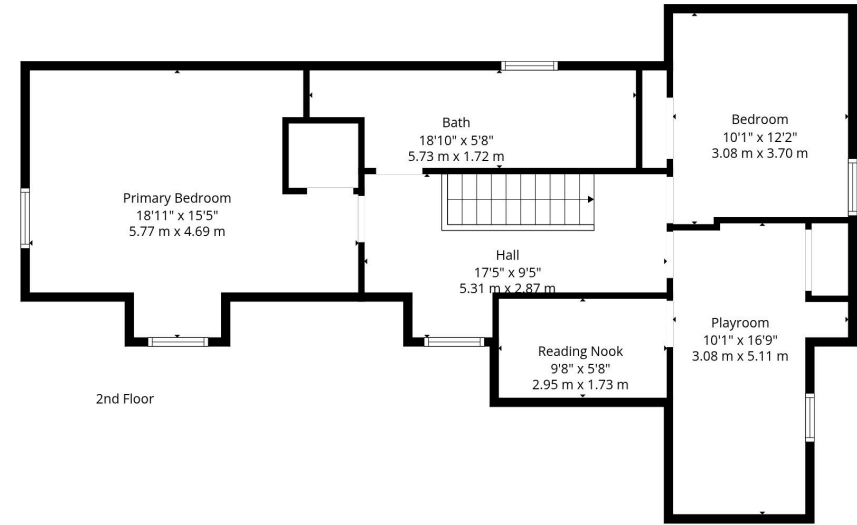 Bath
18'10" x 5'8"
5.73 m x 1.72 m
Bedroom
10'1" x 12'2"
3.08 m x 3.70 m
Primary Bedroom
18'11" x 15'5"
5.77 m x 4.69 m
Hall
17'5" x 9'5"
5.31 m x 2.87 m
Playroom
10'1" x 16'9"
3.08 m x 5.11 m
Reading Nook
9'8" x 5'8"
2.95 m x 1.73 m
2nd Floor